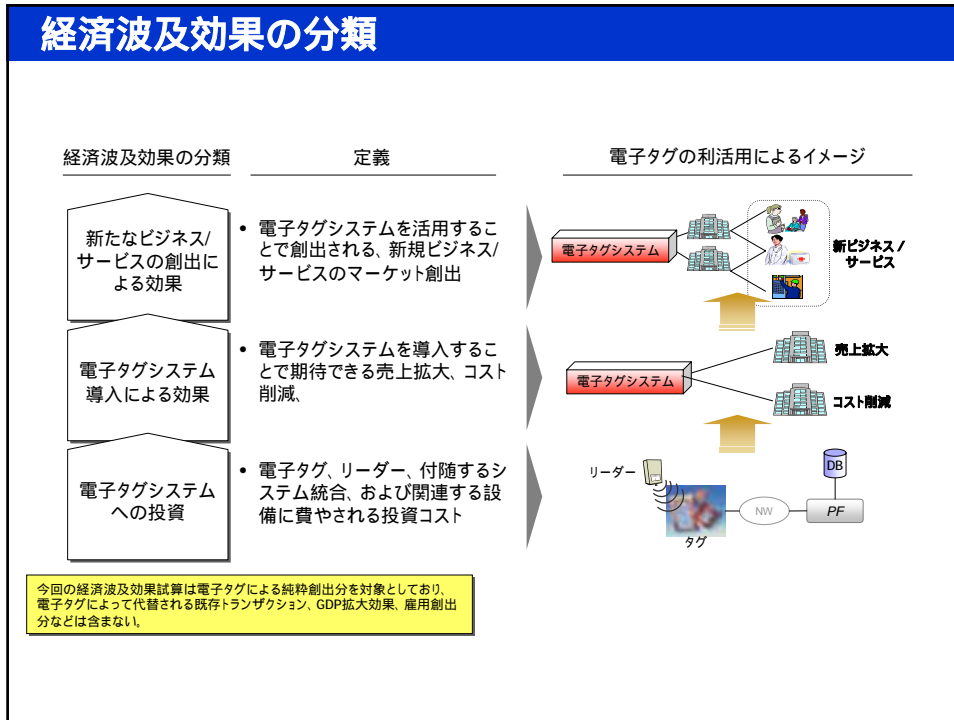 経済波及効果の分類
経済波及効果の分類
定義
電子タグの利活用によるイメージ
新たなビジネス/
サービスの創出に
よる効果
• 電子タグシステムを活用するこ
とで創出される、新規ビジネス/
サービスのマーケット創出
電子タグシステム
新ビジネス /
サービス
電子タグシステム
導入による効果
• 電子タグシステムを導入するこ
とで期待できる売上拡大、コスト
削減、
電子タグシステム
売上拡大
コスト削減
電子タグシステム
への投資
• 電子タグ、リーダー、付随するシ
ステム統合、および関連する設
備に費やされる投資コスト
リーダー
タグ
NW
DB
PF
今回の経済波及効果試算は電子タグによる純粋創出分を対象としており、
電子タグによって代替される既存トランザクション、GDP拡大効果、雇用創出
分などは含まない。